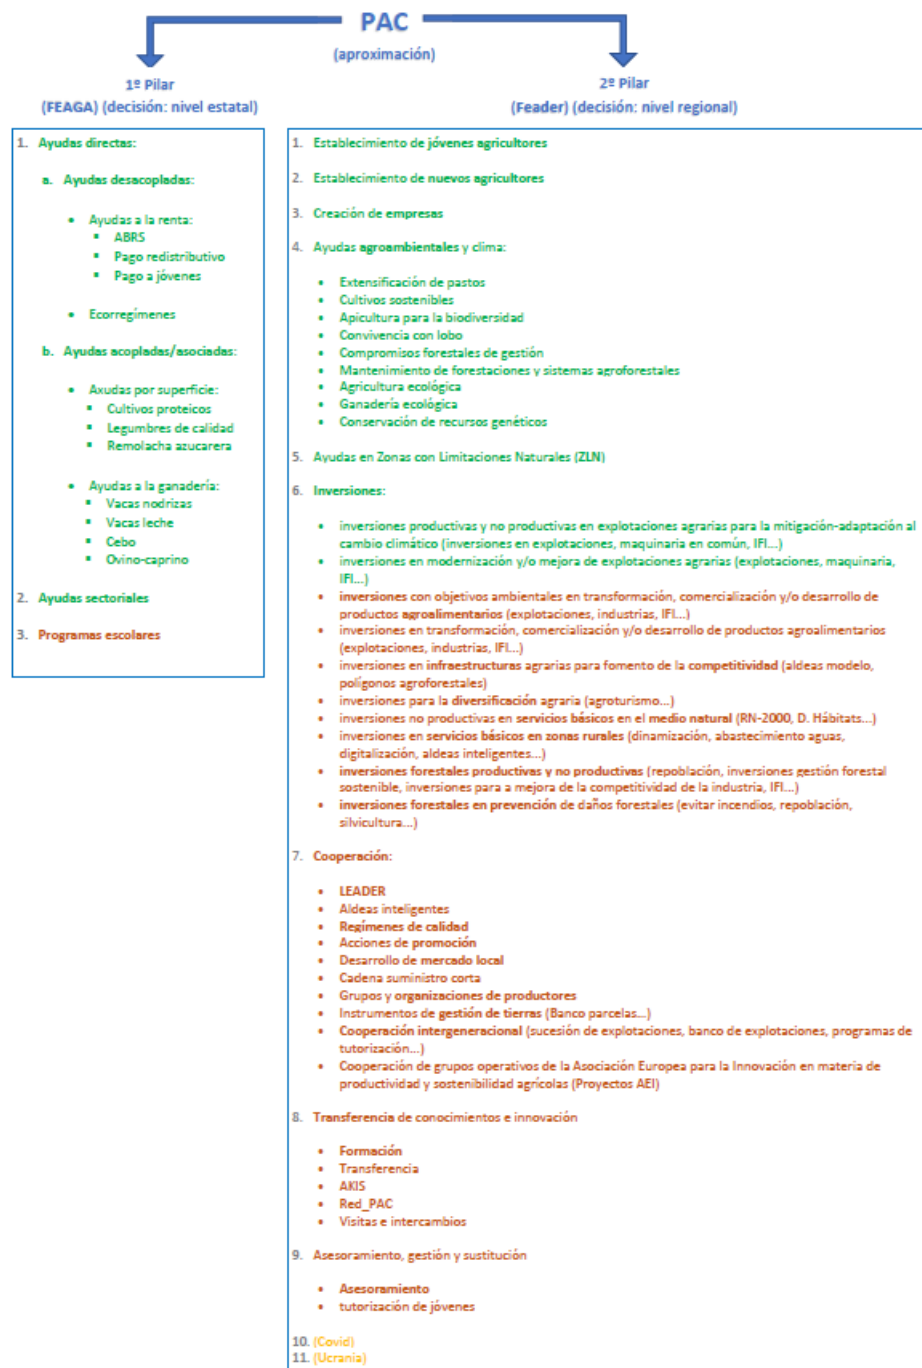 PAC
(aproximación)
1º Pilar
(FEAGA) (decisión: nivel estatal)
1. Ayudas directas:
a. Ayudas desacopladas:
• Ayudas a la renta:
▪ ABRS
▪ Pago redistributivo
▪ Pago a jóvenes
• Ecorregímenes
b. Ayudas acopladas/asociadas:
• Axudas por superficie:
▪ Cultivos proteicos
▪ Legumbres de calidad
▪ Remolacha azucarera
• Ayudas a la ganadería:
▪ Vacas nodrizas
▪ Vacas leche
▪ Cebo
▪ Ovino-caprino
2. Ayudas sectoriales
3. Programas escolares
2º Pilar
(Feader) (decisión: nivel regional)
1. Establecimiento de jóvenes agricultores
2. Establecimiento de nuevos agricultores
3. Creación de empresas
4. Ayudas agroambientales y clima:
• Extensificación de pastos
• Cultivos sostenibles
• Apicultura para la biodiversidad
• Convivencia con lobo
• Compromisos forestales de gestión
• Mantenimiento de forestaciones y sistemas agroforestales
• Agricultura ecológica
• Ganadería ecológica
• Conservación de recursos genéticos
5. Ayudas en Zonas con Limitaciones Naturales (ZLN)
6. Inversiones:
• inversiones productivas y no productivas en explotaciones agrarias para la mitigación-adaptación al
cambio climático (inversiones en explotaciones, maquinaria en común, IFI...)
• inversiones en modernización y/o mejora de explotaciones agrarias (explotaciones, maquinaria,
IFI...)
• inversiones con objetivos ambientales en transformación, comercialización y/o desarrollo de
productos agroalimentarios (explotaciones, industrias, IFI...)
• inversiones en transformación, comercialización y/o desarrollo de productos agroalimentarios
(explotaciones, industrias, IFI...)
• inversiones en infraestructuras agrarias para fomento de la competitividad (aldeas modelo,
polígonos agroforestales)
• inversiones para la diversificación agraria (agroturismo...)
• inversiones no productivas en servicios básicos en el medio natural (RN-2000, D. Hábitats...)
• inversiones en servicios básicos en zonas rurales (dinamización, abastecimiento aguas,
digitalización, aldeas inteligentes...)
• inversiones forestales productivas y no productivas (repoblación, inversiones gestión forestal
sostenible, inversiones para a mejora de la competitividad de la industria, IFI...)
• inversiones forestales en prevención de daños forestales (evitar incendios, repoblación,
silvicultura...)
7. Cooperación:
• LEADER
• Aldeas inteligentes
• Regímenes de calidad
• Acciones de promoción
• Desarrollo de mercado local
• Cadena suministro corta
• Grupos y organizaciones de productores
• Instrumentos de gestión de tierras (Banco parcelas...)
• Cooperación intergeneracional (sucesión de explotaciones, banco de explotaciones, programas de
tutorización...)
• Cooperación de grupos operativos de la Asociación Europea para la Innovación en materia de
productividad y sostenibilidad agrícolas (Proyectos AEI)
8. Transferencia de conocimientos e innovación
• Formación
• Transferencia
• AKIS
• Red_PAC
• Visitas e intercambios
9. Asesoramiento, gestión y sustitución
• Asesoramiento
• tutorización de jóvenes
10. (Covid)
11. (Ucrania)